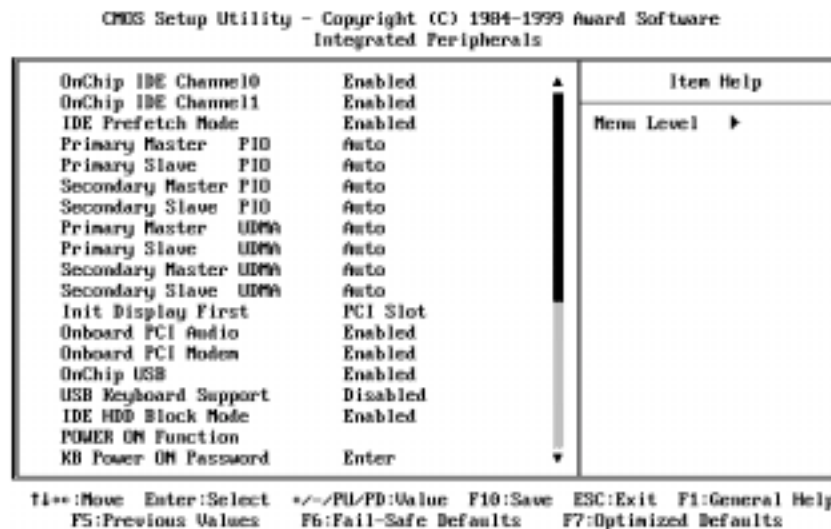 CMOS Setup Utility - Copyright (C) 1984-1999 Award Software
Integrated Peripherals
OnChip IDE Channel0 Enabled
OnChip IDE Channel1 Enabled
IDE Prefetch Mode Enabled
Primary Master PIO Auto
Primary Slave PIO Auto
Secondary Master PIO Auto
Secondary Slave PIO Auto
Primary Master UDMA Auto
Primary Slave UDMA Auto
Secondary Master UDMA Auto
Secondary Slave UDMA Auto
Init Display First PCI Slot
Onboard PCI Audio Enabled
Onboard PCI Modem Enabled
OnChip USB Enabled
USB Keyboard Support Disabled
IDE HDD Block Mode Enabled
POWER ON Function
KB Power ON Password Enter
Item Help
Menu Level ▶
↑↓←→:Move Enter:Select +/-/PU/PD:Value F10:Save ESC:Exit F1:General Help
F5:Previous Values F6:Fail-Safe Defaults F7:Optimized Defaults